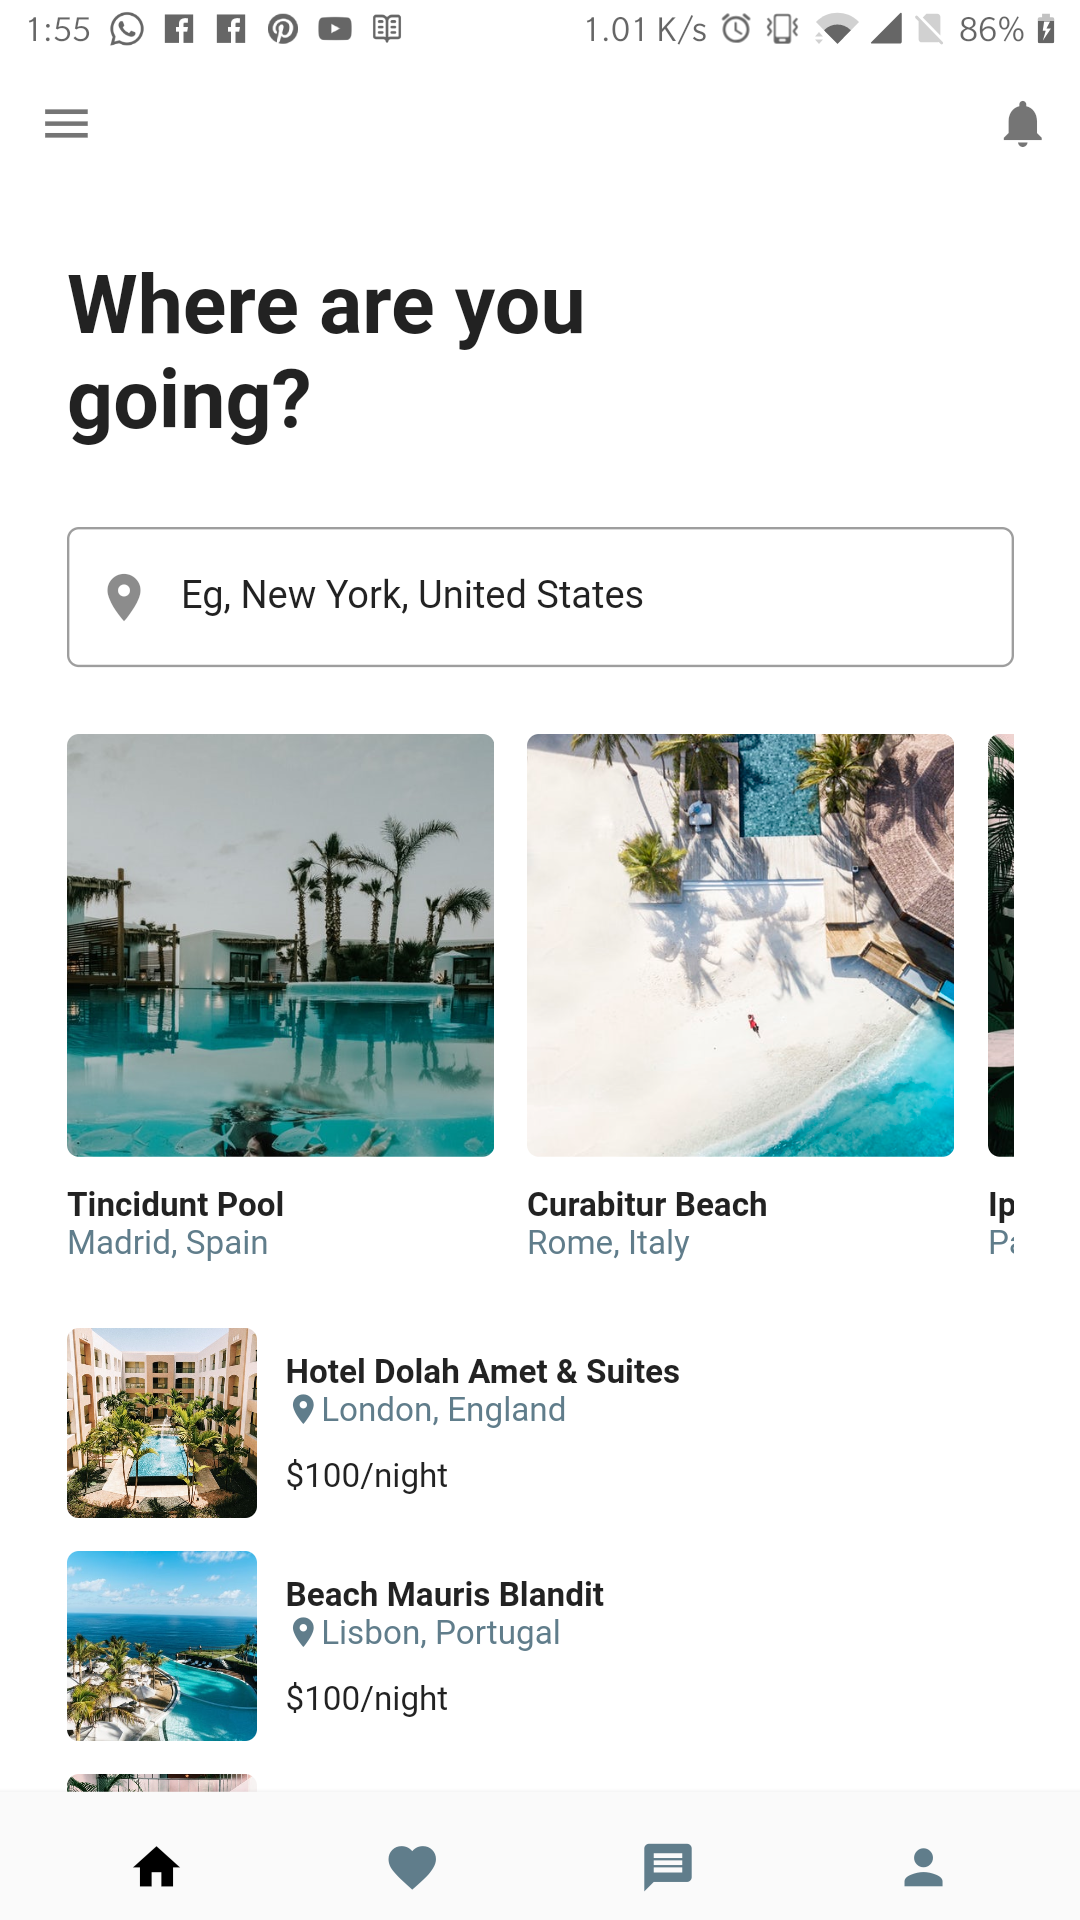 1:55 1.01 K/s 86%
Where are you
going?
Eg, New York, United States
Tincidunt Pool
Madrid, Spain
Curabitur Beach
Rome, Italy
Ip
Pa
Hotel Dolah Amet & Suites
London, England
$100/night
Beach Mauris Blandit
Lisbon, Portugal
$100/night